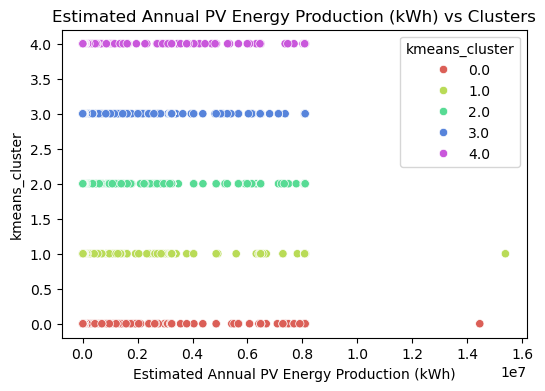 Estimated Annual PV Energy Production (kWh) vs Clusters
kmeans_cluster
4.0
3.5
3.0
2.5
2.0
1.5
1.0
0.5
0.0
kmeans_cluster
0.0
1.0
2.0
3.0
4.0
0.0 0.2 0.4 0.6 0.8 1.0 1.2 1.4 1.6
1e7
Estimated Annual PV Energy Production (kWh)